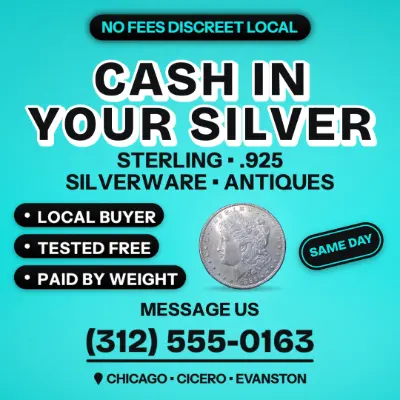 NO FEES DISCREET LOCAL
CASH IN
YOUR SILVER
STERLING ▪ .925
SILVERWARE ▪ ANTIQUES
• LOCAL BUYER
• TESTED FREE
• PAID BY WEIGHT
SAME DAY
MESSAGE US
(312) 555-0163
CHICAGO ▪ CICERO ▪ EVANSTON